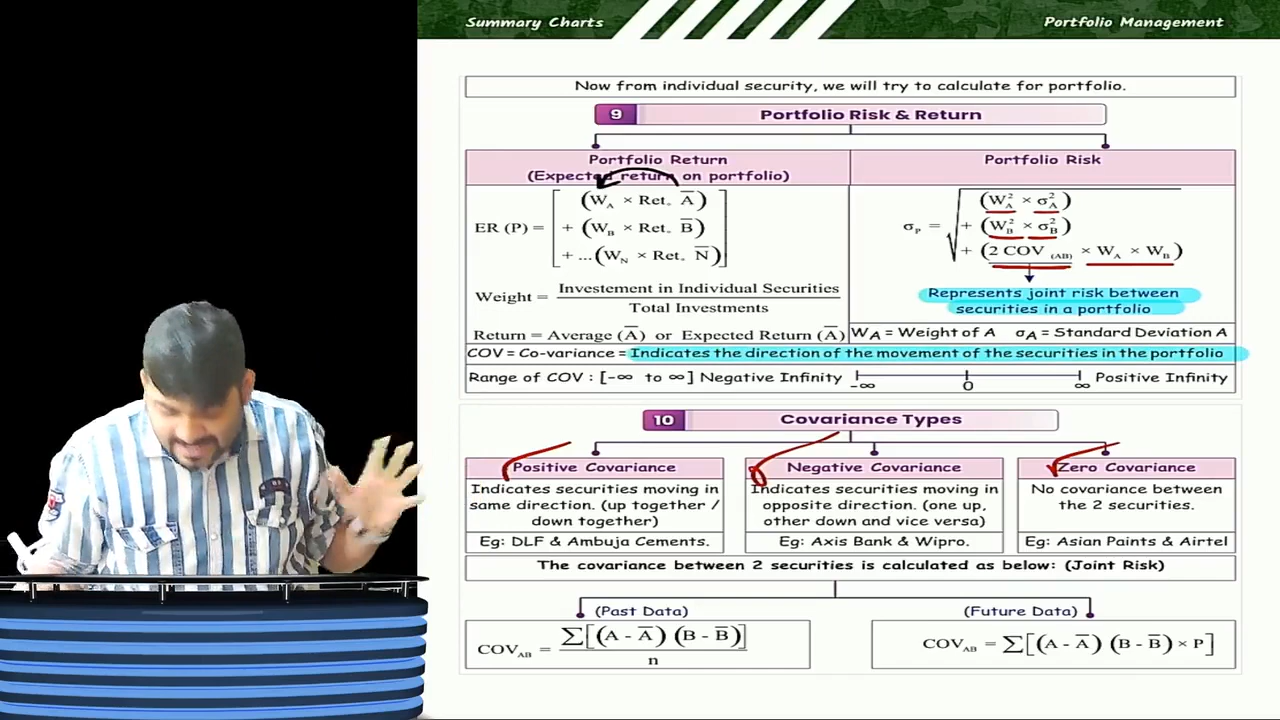 Summary Charts
Portfolio Management
Now from individual security, we will try to calculate for portfolio.
9 Portfolio Risk & Return
Portfolio Return
(Expected return on portfolio)
Portfolio Risk
ER (P) = [ (W_A × Ret. A̅)
+ (W_B × Ret. B̅)
+ ...(W_N × Ret. N̅) ]
σ_P = √ (W_A² × σ_A²)
+ (W_B² × σ_B²)
+ (2 COV (AB) × W_A × W_B)
Represents joint risk between
securities in a portfolio
Weight = Investement in Individual Securities
Total Investments
Return = Average (A̅) or Expected Return (A̅)
W_A = Weight of A σ_A = Standard Deviation A
COV = Co-variance = Indicates the direction of the movement of the securities in the portfolio
Range of COV : [-∞ to ∞] Negative Infinity
-∞ 0 ∞ Positive Infinity
10 Covariance Types
Positive Covariance
Indicates securities moving in
same direction. (up together /
down together)
Eg: DLF & Ambuja Cements.
Negative Covariance
Indicates securities moving in
opposite direction. (one up,
other down and vice versa)
Eg: Axis Bank & Wipro.
Zero Covariance
No covariance between
the 2 securities.
Eg: Asian Paints & Airtel
The covariance between 2 securities is calculated as below: (Joint Risk)
(Past Data)
COV_AB = ∑[(A - A̅) (B - B̅)]
n
(Future Data)
COV_AB = ∑[(A - A̅) (B - B̅) × P]